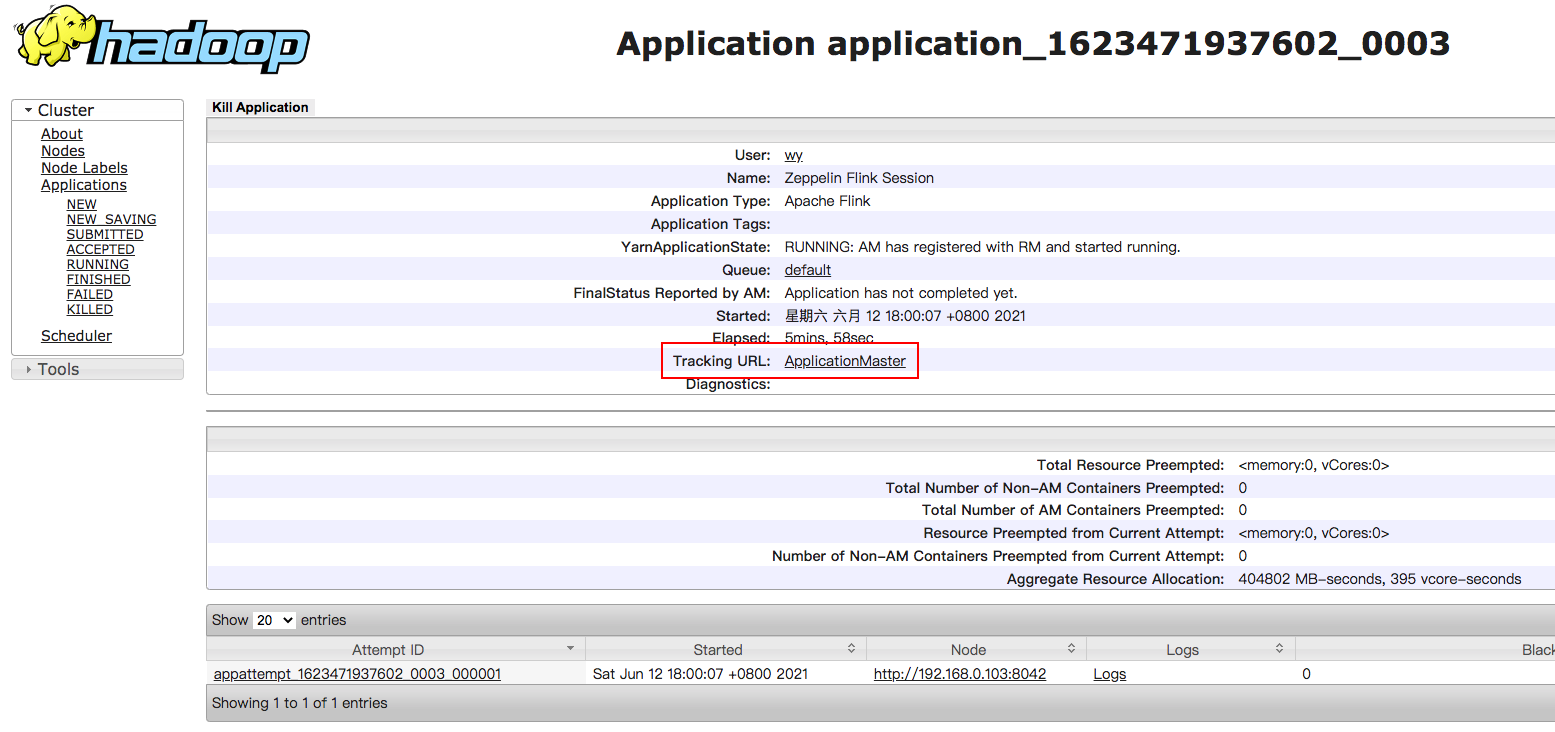 hadoop
Application application_1623471937602_0003
Cluster
About
Nodes
Node Labels
Applications
NEW
NEW_SAVING
SUBMITTED
ACCEPTED
RUNNING
FINISHED
FAILED
KILLED
Scheduler
Tools
Kill Application
User: wy
Name: Zeppelin Flink Session
Application Type: Apache Flink
Application Tags:
YarnApplicationState: RUNNING: AM has registered with RM and started running.
Queue: default
FinalStatus Reported by AM: Application has not completed yet.
Started: 星期六 六月 12 18:00:07 +0800 2021
Elapsed: 5mins, 58sec
Tracking URL: ApplicationMaster
Diagnostics:
Total Resource Preempted: <memory:0, vCores:0>
Total Number of Non-AM Containers Preempted: 0
Total Number of AM Containers Preempted: 0
Resource Preempted from Current Attempt: <memory:0, vCores:0>
Number of Non-AM Containers Preempted from Current Attempt: 0
Aggregate Resource Allocation: 404802 MB-seconds, 395 vcore-seconds
Show 20 entries
Attempt ID Started Node Logs Black
appattempt_1623471937602_0003_000001 Sat Jun 12 18:00:07 +0800 2021 http://192.168.0.103:8042 Logs 0
Showing 1 to 1 of 1 entries